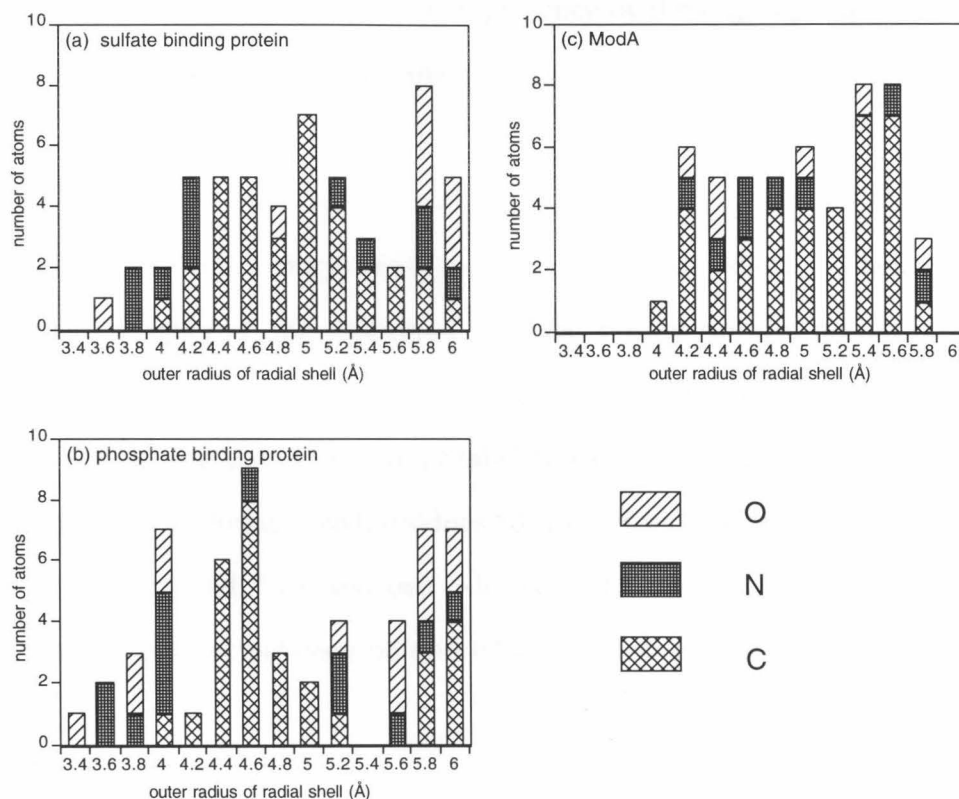 (a) sulfate binding protein
10
8
6
4
2
0
number of atoms
3.4 3.6 3.8 4 4.2 4.4 4.6 4.8 5 5.2 5.4 5.6 5.8 6
outer radius of radial shell (Å)
(c) ModA
10
8
6
4
2
0
number of atoms
3.4 3.6 3.8 4 4.2 4.4 4.6 4.8 5 5.2 5.4 5.6 5.8 6
outer radius of radial shell (Å)
(b) phosphate binding protein
10
8
6
4
2
0
number of atoms
3.4 3.6 3.8 4 4.2 4.4 4.6 4.8 5 5.2 5.4 5.6 5.8 6
outer radius of radial shell (Å)
O
N
C